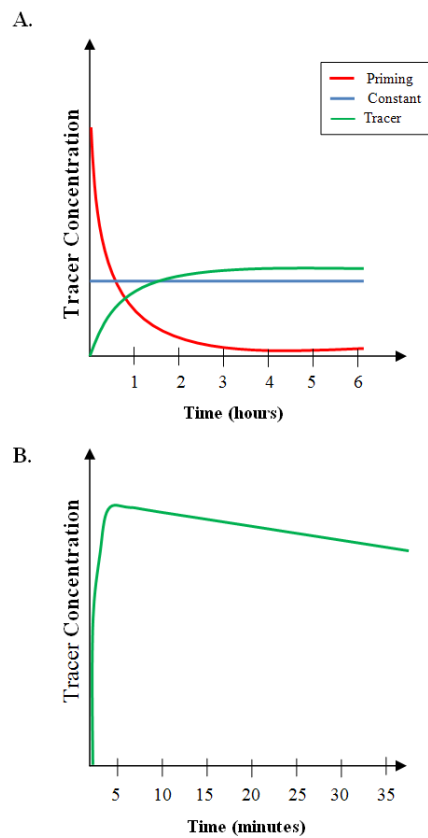 A.
Priming
Constant
Tracer
Tracer Concentration
1 2 3 4 5 6
Time (hours)
B.
Tracer Concentration
5 10 15 20 25 30 35
Time (minutes)